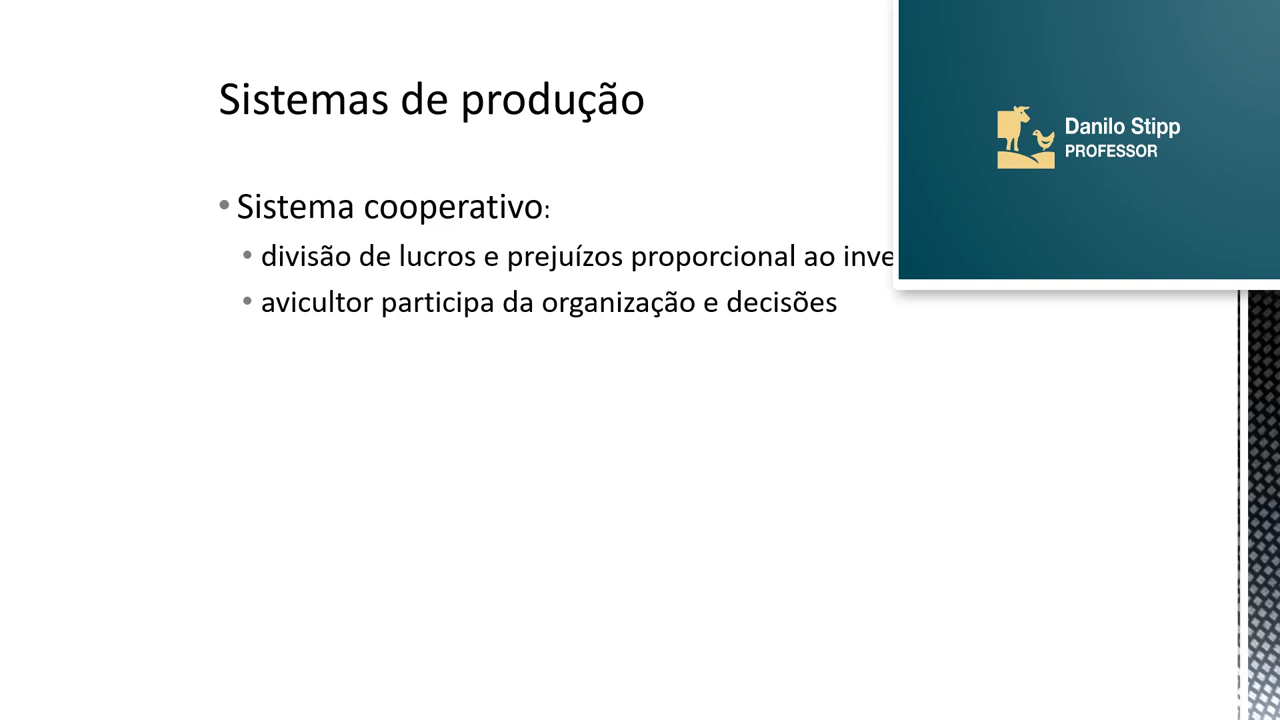 Sistemas de produção
Danilo Stipp
PROFESSOR
• Sistema cooperativo:
• divisão de lucros e prejuízos proporcional ao
• avicultor participa da organização e decisões